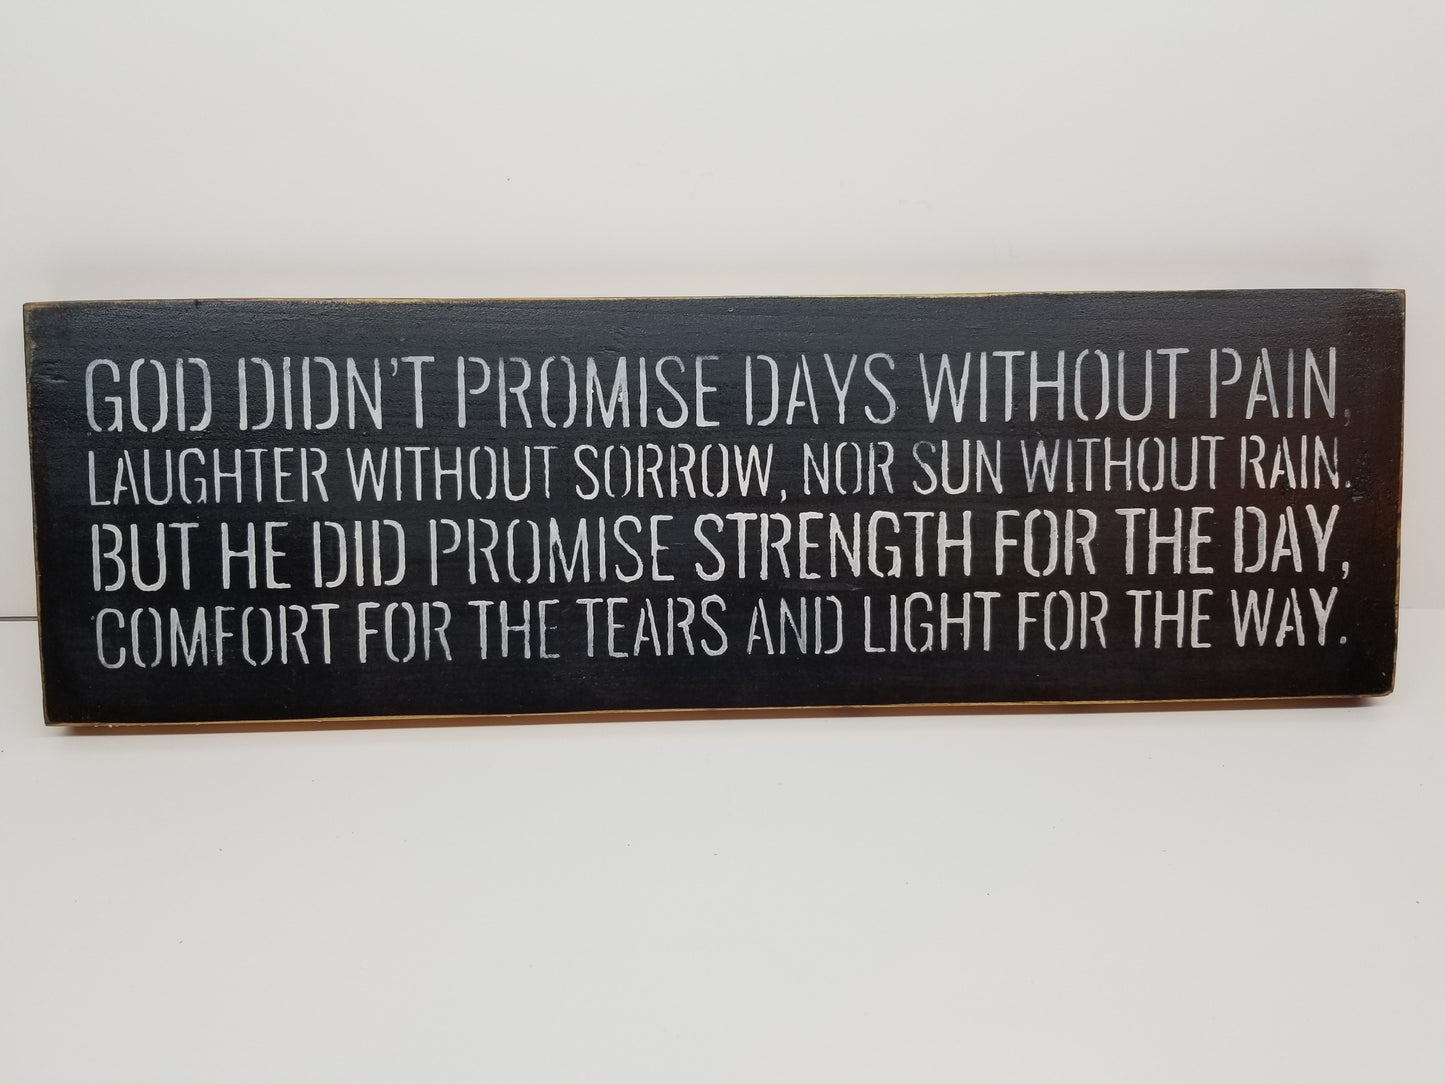 GOD DIDN'T PROMISE DAYS WITHOUT PAIN,
LAUGHTER WITHOUT SORROW, NOR SUN WITHOUT RAIN.
BUT HE DID PROMISE STRENGTH FOR THE DAY,
COMFORT FOR THE TEARS AND LIGHT FOR THE WAY.